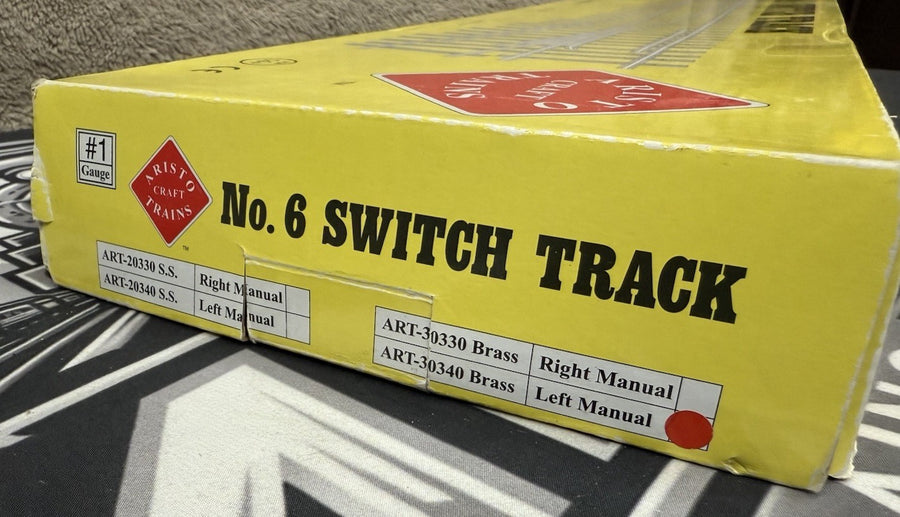 ARISTO
CRAFT
TRAINS
#1
Gauge
ARISTO
CRAFT
TRAINS
TM
No. 6 SWITCH TRACK
ART-20330 S.S. Right Manual
ART-20340 S.S. Left Manual
ART-30330 Brass Right Manual
ART-30340 Brass Left Manual